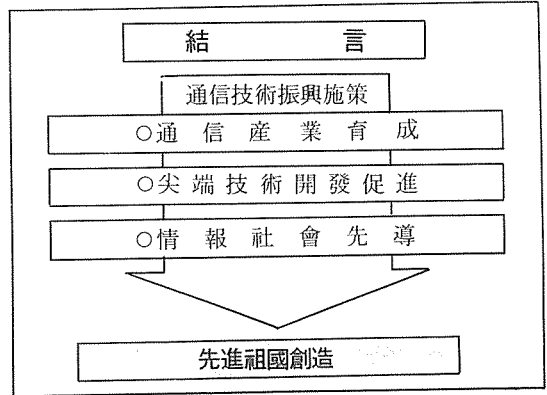 結 言
通信技術振興施策
○通信産業育成
○尖端技術開發促進
○情報社會先導
先進祖國創造